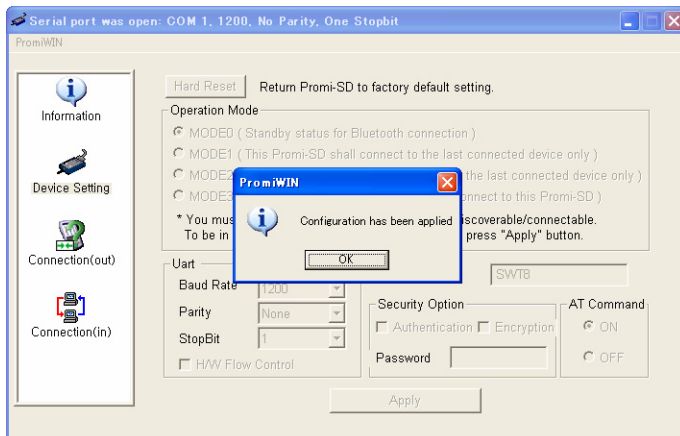 Serial port was open: COM 1, 1200, No Parity, One Stopbit
PromiWIN
Information
Device Setting
Connection(out)
Connection(in)
Hard Reset Return Promi-SD to factory default setting.
Operation Mode
MODE0 ( Standby status for Bluetooth connection )
MODE1 ( This Promi-SD shall connect to the last connected device only )
MODE2 the last connected device only )
MODE3 connect to this Promi-SD )
* You mus iscoverable/connectable.
To be in press "Apply" button.
PromiWIN
Configuration has been applied
OK
Uart
Baud Rate 1200
Parity None
StopBit 1
H/W Flow Control
SWT8
Security Option
Authentication Encryption
Password
AT Command
ON
OFF
Apply